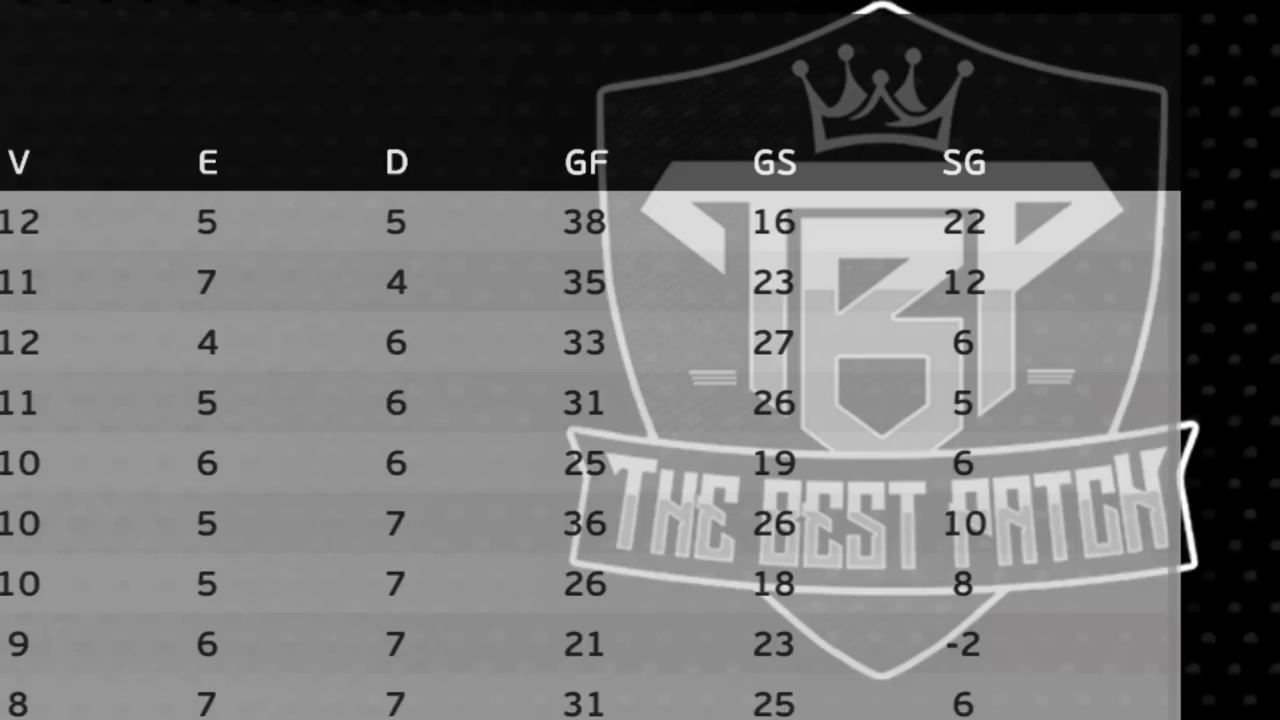 V E D GF GS SG
12 5 5 38 16 22
11 7 4 35 23 12
12 4 6 33 27 6
11 5 6 31 26 5
10 6 6 25 19 6
10 5 7 36 26 10
10 5 7 26 18 8
9 6 7 21 23 -2
8 7 7 31 25 6
TBP
THE BEST PATCH